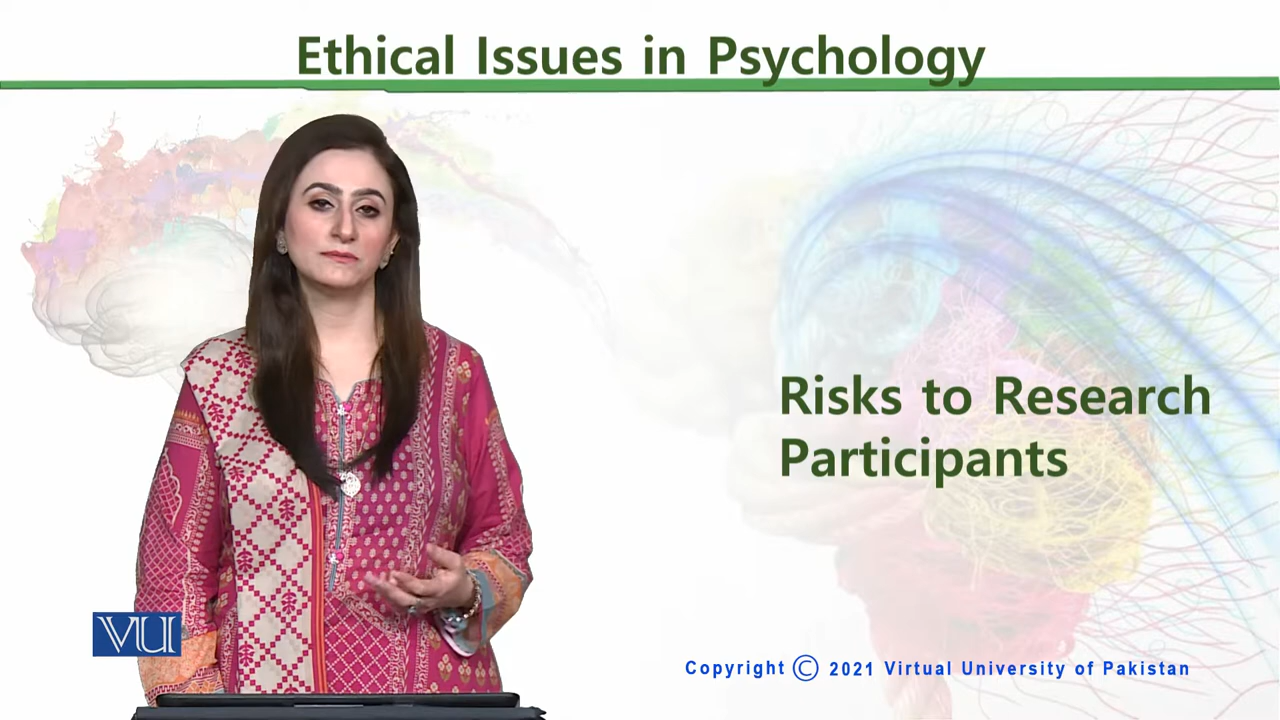 Ethical Issues in Psychology
Risks to Research
Participants
VU
Copyright © 2021 Virtual University of Pakistan